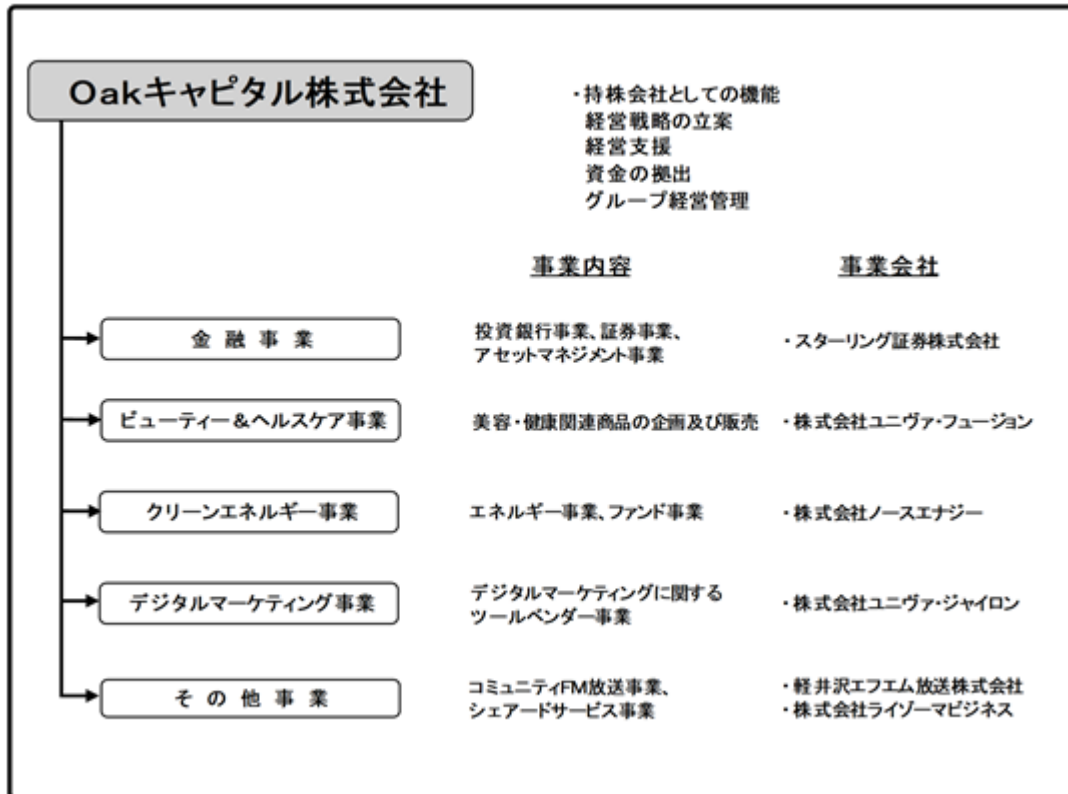 Oakキャピタル株式会社
・持株会社としての機能
経営戦略の立案
経営支援
資金の拠出
グループ経営管理
事業内容
事業会社
金融事業
投資銀行事業、証券事業、
アセットマネジメント事業
・スターリング証券株式会社
ビューティー&ヘルスケア事業
美容・健康関連商品の企画及び販売
・株式会社ユニヴァ・フュージョン
クリーンエネルギー事業
エネルギー事業、ファンド事業
・株式会社ノースエナジー
デジタルマーケティング事業
デジタルマーケティングに関する
ツールベンダー事業
・株式会社ユニヴァ・ジャイロン
その他事業
コミュニティFM放送事業、
シェアードサービス事業
・軽井沢エフエム放送株式会社
・株式会社ライゾーマビジネス